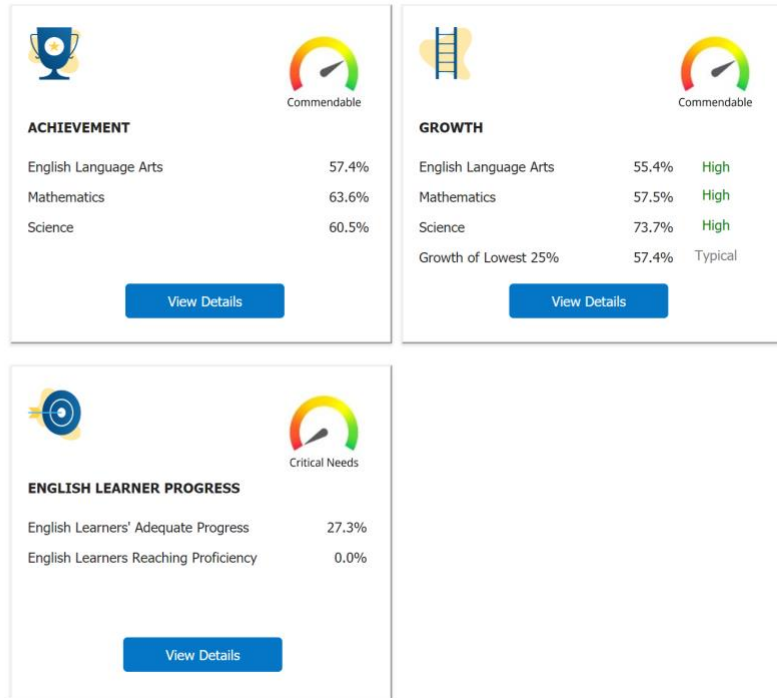 Commendable
ACHIEVEMENT
English Language Arts 57.4%
Mathematics 63.6%
Science 60.5%
View Details
Commendable
GROWTH
English Language Arts 55.4% High
Mathematics 57.5% High
Science 73.7% High
Growth of Lowest 25% 57.4% Typical
View Details
Critical Needs
ENGLISH LEARNER PROGRESS
English Learners' Adequate Progress 27.3%
English Learners Reaching Proficiency 0.0%
View Details